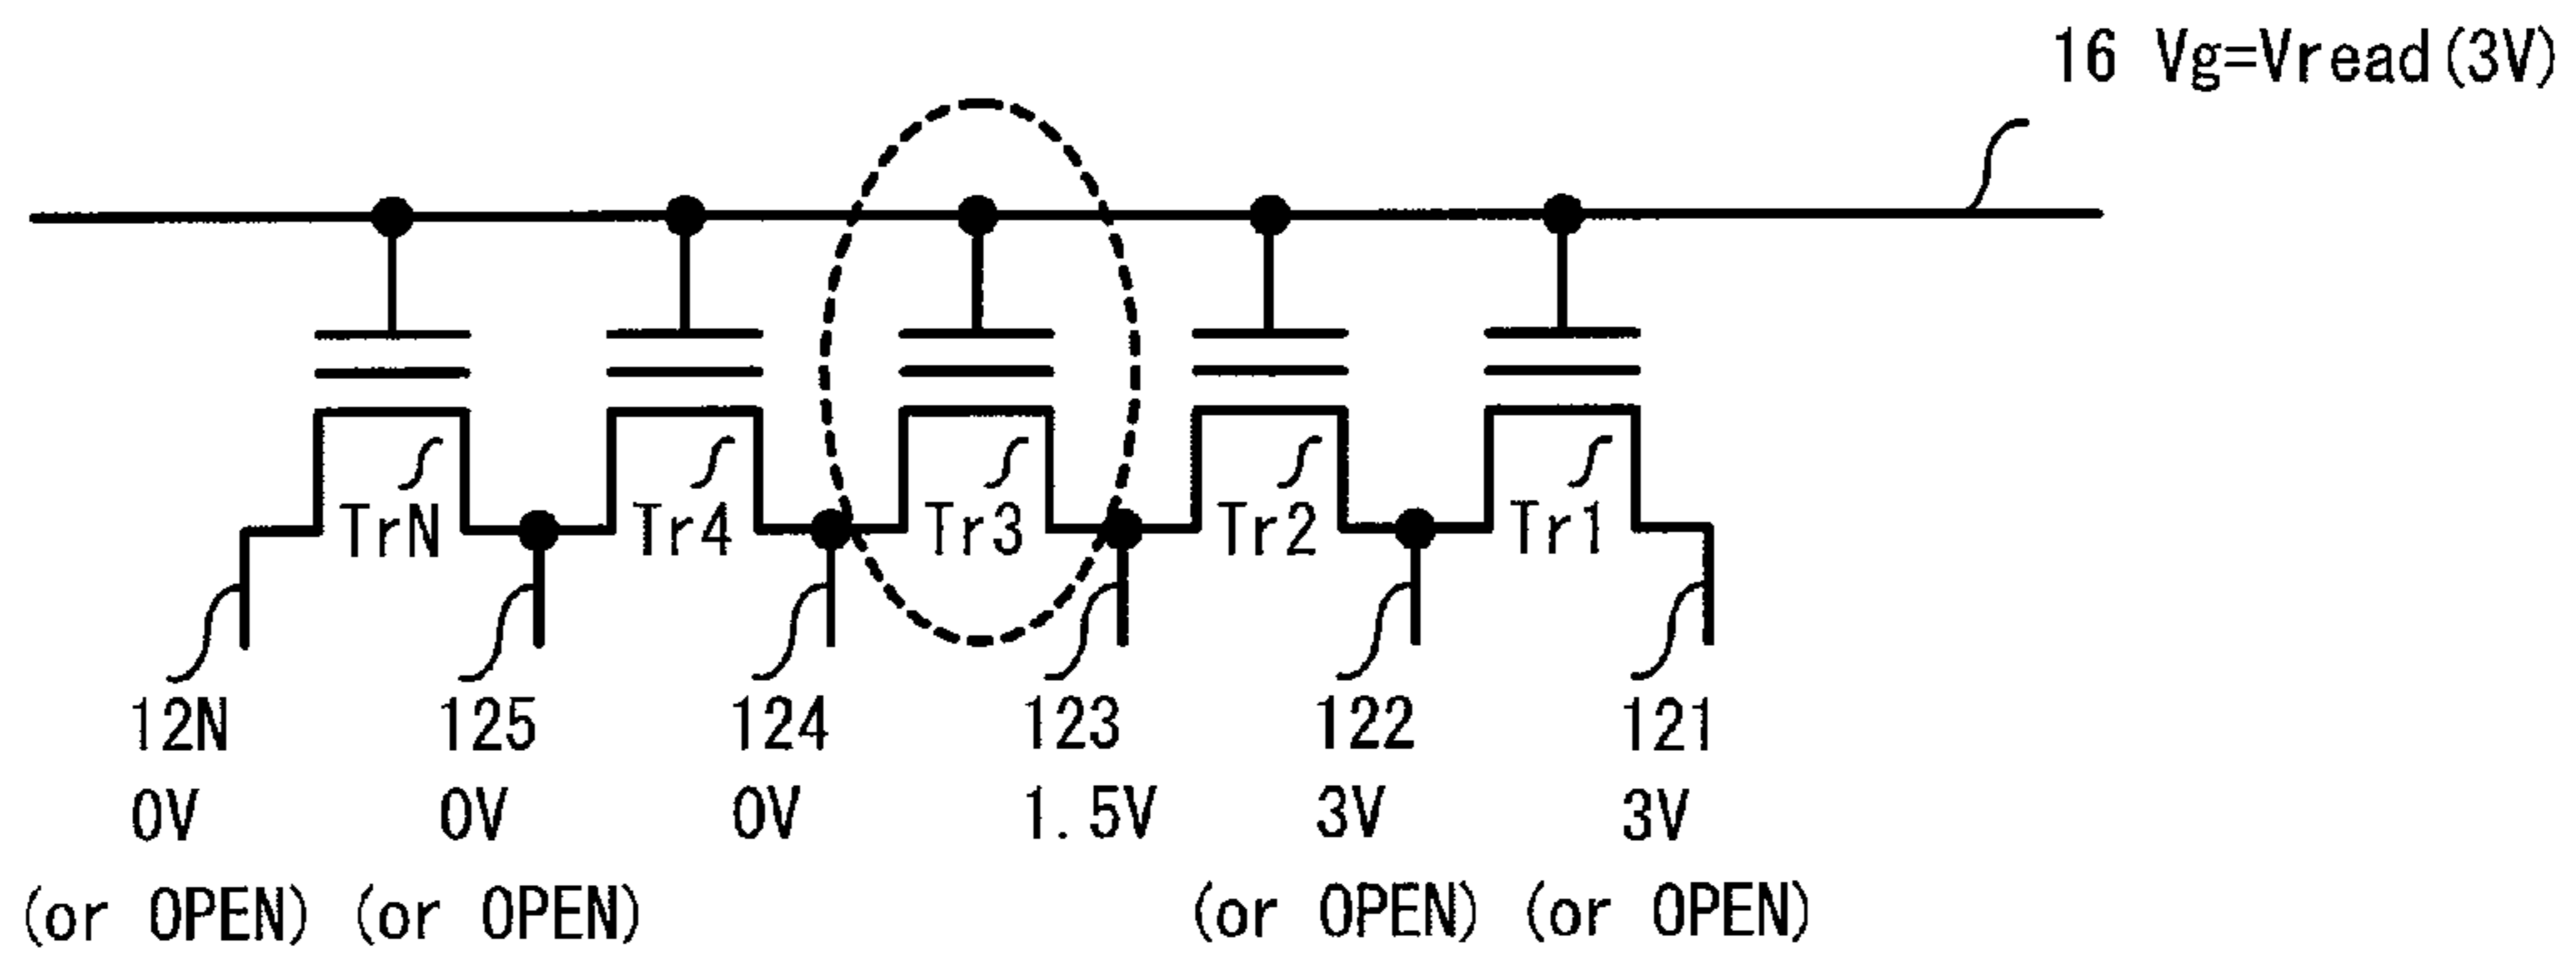 16 Vg=Vread(3V)
TrN Tr4 Tr3 Tr2 Tr1
12N 125 124 123 122 121
0V 0V 0V 1.5V 3V 3V
(or OPEN) (or OPEN) (or OPEN) (or OPEN)